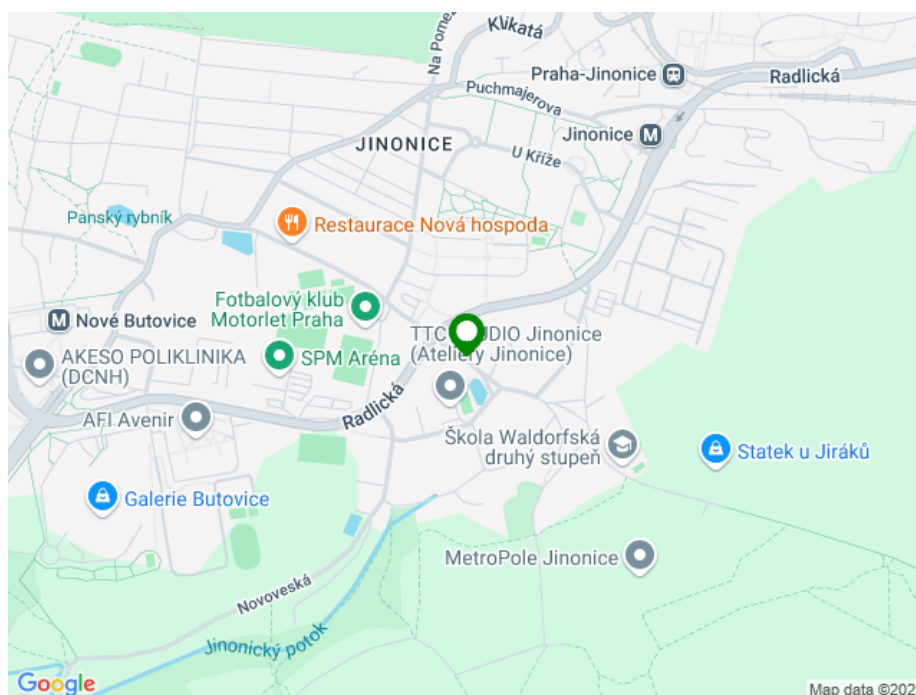 Klikatá
Na Pomez
Praha-Jinonice
Radlická
Puchmajerova
Jinonice
M
JINONICE
U Kříže
Panský rybník
Restaurace Nová hospoda
Fotbalový klub
Motorlet Praha
M
Nové Butovice
TTC
UDIO Jinonice
(Ateliéry Jinonice)
AKESO POLIKLINIKA
(DCNH)
SPM Aréna
Radlická
AFI Avenir
Škola Waldorfská
druhý stupeň
Statek u Jiráků
Galerie Butovice
MetroPole Jinonice
Novoveská
Jinonický potok
Google
Map data ©202